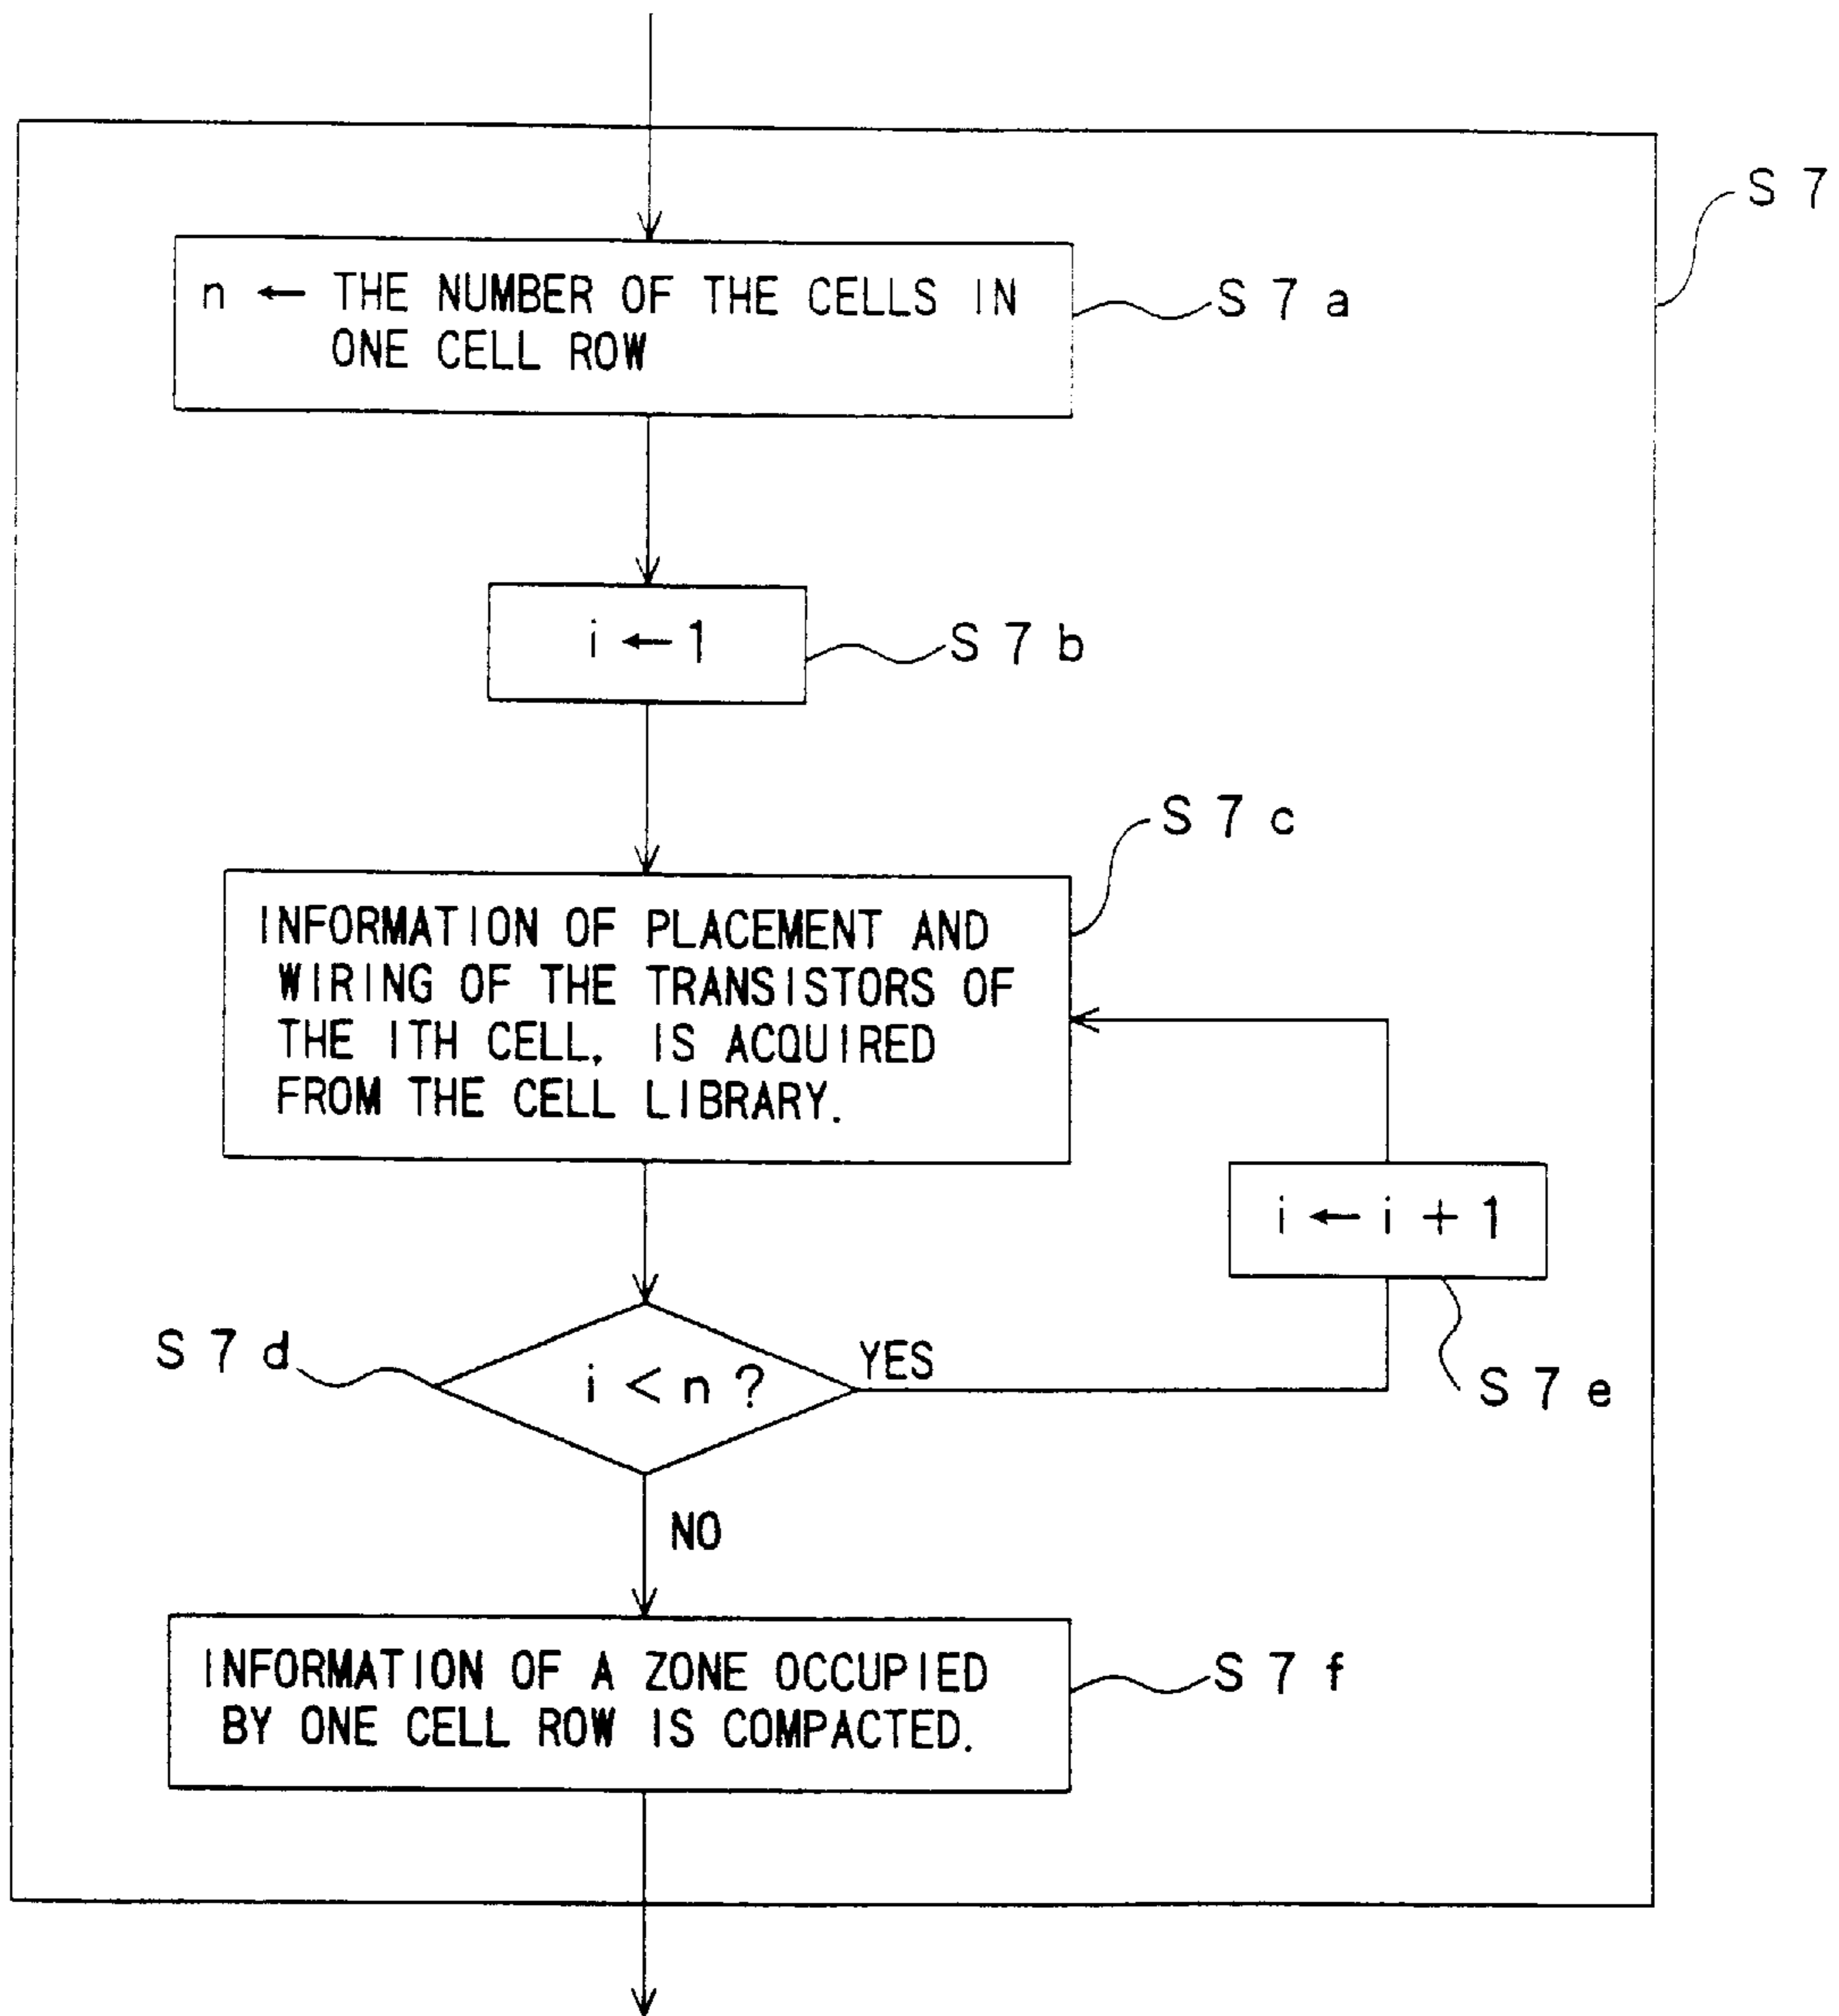 S 7
n ← THE NUMBER OF THE CELLS IN
ONE CELL ROW
S 7 a
i ← 1
S 7 b
S 7 c
INFORMATION OF PLACEMENT AND
WIRING OF THE TRANSISTORS OF
THE ITH CELL, IS ACQUIRED
FROM THE CELL LIBRARY.
i ← i + 1
S 7 d
i < n ?
YES
S 7 e
NO
INFORMATION OF A ZONE OCCUPIED
BY ONE CELL ROW IS COMPACTED.
S 7 f